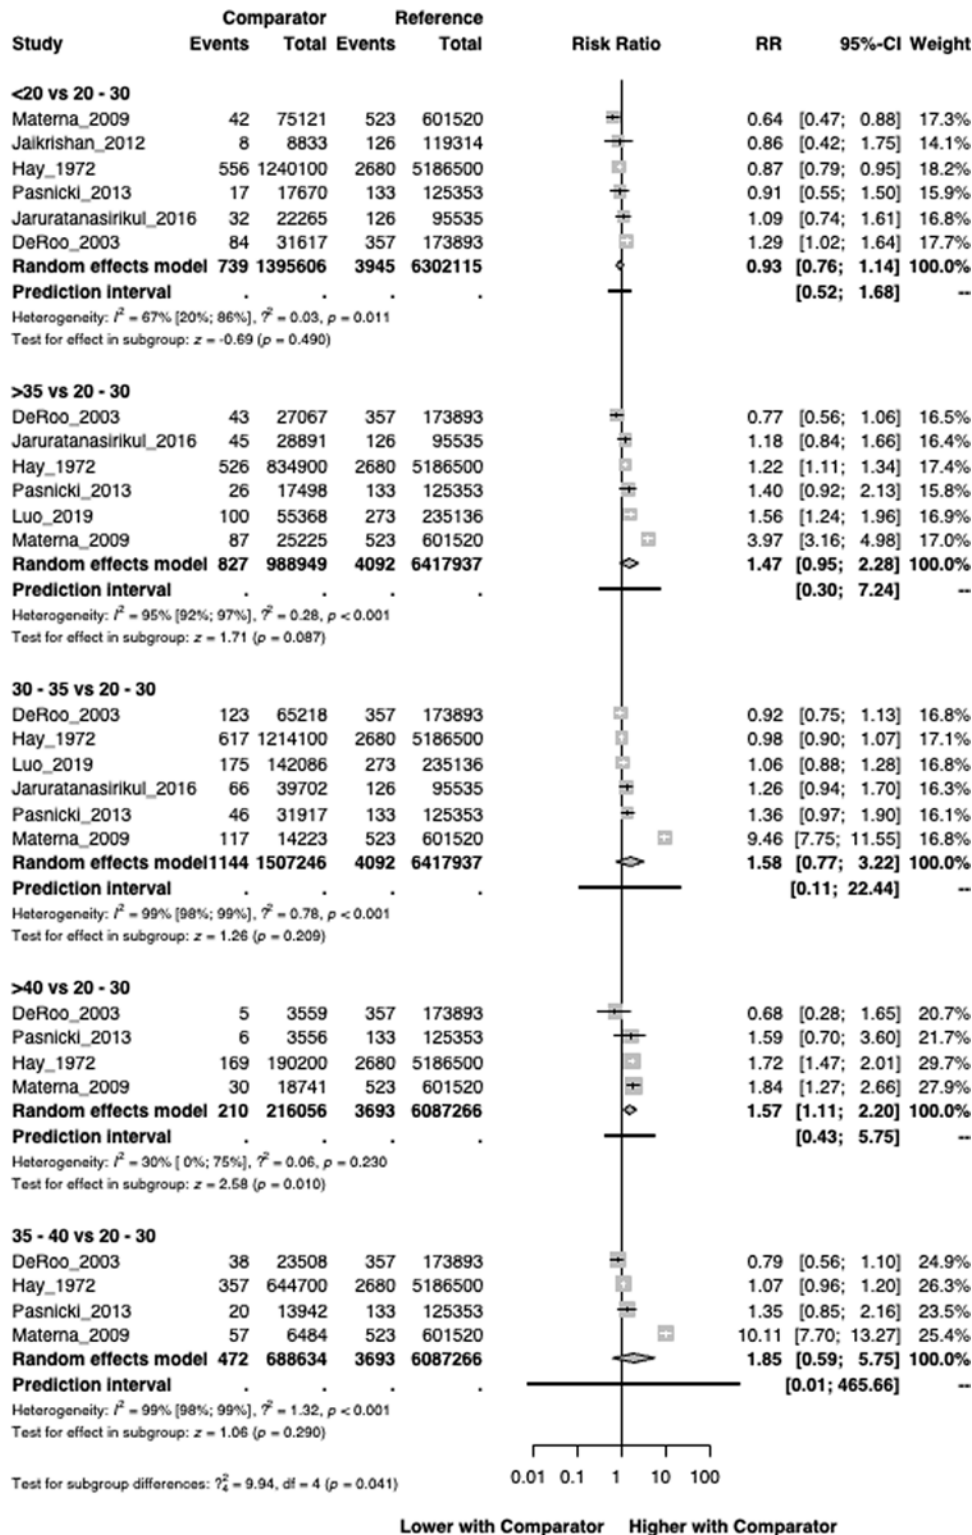 Comparator Reference
Study Events Total Events Total Risk Ratio RR 95%-CI Weight
<20 vs 20 - 30
Materna_2009 42 75121 523 601520 0.64 [0.47; 0.88] 17.3%
Jaikrishan_2012 8 8833 126 119314 0.86 [0.42; 1.75] 14.1%
Hay_1972 556 1240100 2680 5186500 0.87 [0.79; 0.95] 18.2%
Pasnicki_2013 17 17670 133 125353 0.91 [0.55; 1.50] 15.9%
Jaruratanasirikul_2016 32 22265 126 95535 1.09 [0.74; 1.61] 16.8%
DeRoo_2003 84 31617 357 173893 1.29 [1.02; 1.64] 17.7%
Random effects model 739 1395606 3945 6302115 0.93 [0.76; 1.14] 100.0%
Prediction interval . . . . [0.52; 1.68] --
Heterogeneity: I² = 67% [20%; 86%], ?² = 0.03, p = 0.011
Test for effect in subgroup: z = -0.69 (p = 0.490)
>35 vs 20 - 30
DeRoo_2003 43 27067 357 173893 0.77 [0.56; 1.06] 16.5%
Jaruratanasirikul_2016 45 28891 126 95535 1.18 [0.84; 1.66] 16.4%
Hay_1972 526 834900 2680 5186500 1.22 [1.11; 1.34] 17.4%
Pasnicki_2013 26 17498 133 125353 1.40 [0.92; 2.13] 15.8%
Luo_2019 100 55368 273 235136 1.56 [1.24; 1.96] 16.9%
Materna_2009 87 25225 523 601520 3.97 [3.16; 4.98] 17.0%
Random effects model 827 988949 4092 6417937 1.47 [0.95; 2.28] 100.0%
Prediction interval . . . . [0.30; 7.24] --
Heterogeneity: I² = 95% [92%; 97%], ?² = 0.28, p < 0.001
Test for effect in subgroup: z = 1.71 (p = 0.087)
30 - 35 vs 20 - 30
DeRoo_2003 123 65218 357 173893 0.92 [0.75; 1.13] 16.8%
Hay_1972 617 1214100 2680 5186500 0.98 [0.90; 1.07] 17.1%
Luo_2019 175 142086 273 235136 1.06 [0.88; 1.28] 16.8%
Jaruratanasirikul_2016 66 39702 126 95535 1.26 [0.94; 1.70] 16.3%
Pasnicki_2013 46 31917 133 125353 1.36 [0.97; 1.90] 16.1%
Materna_2009 117 14223 523 601520 9.46 [7.75; 11.55] 16.8%
Random effects model1144 1507246 4092 6417937 1.58 [0.77; 3.22] 100.0%
Prediction interval . . . . [0.11; 22.44] --
Heterogeneity: I² = 99% [98%; 99%], ?² = 0.78, p < 0.001
Test for effect in subgroup: z = 1.26 (p = 0.209)
>40 vs 20 - 30
DeRoo_2003 5 3559 357 173893 0.68 [0.28; 1.65] 20.7%
Pasnicki_2013 6 3556 133 125353 1.59 [0.70; 3.60] 21.7%
Hay_1972 169 190200 2680 5186500 1.72 [1.47; 2.01] 29.7%
Materna_2009 30 18741 523 601520 1.84 [1.27; 2.66] 27.9%
Random effects model 210 216056 3693 6087266 1.57 [1.11; 2.20] 100.0%
Prediction interval . . . . [0.43; 5.75] --
Heterogeneity: I² = 30% [ 0%; 75%], ?² = 0.06, p = 0.230
Test for effect in subgroup: z = 2.58 (p = 0.010)
35 - 40 vs 20 - 30
DeRoo_2003 38 23508 357 173893 0.79 [0.56; 1.10] 24.9%
Hay_1972 357 644700 2680 5186500 1.07 [0.96; 1.20] 26.3%
Pasnicki_2013 20 13942 133 125353 1.35 [0.85; 2.16] 23.5%
Materna_2009 57 6484 523 601520 10.11 [7.70; 13.27] 25.4%
Random effects model 472 688634 3693 6087266 1.85 [0.59; 5.75] 100.0%
Prediction interval . . . . [0.01; 465.66] --
Heterogeneity: I² = 99% [98%; 99%], ?² = 1.32, p < 0.001
Test for effect in subgroup: z = 1.06 (p = 0.290)
0.01 0.1 1 10 100
Test for subgroup differences: ?²₄ = 9.94, df = 4 (p = 0.041)
Lower with Comparator Higher with Comparator